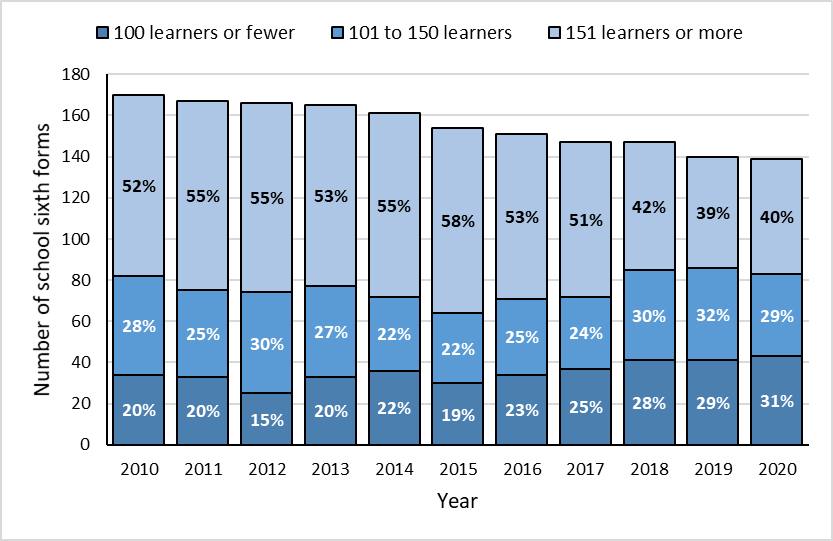 100 learners or fewer 101 to 150 learners 151 learners or more
Number of school sixth forms
180
160
140
120
100
80
60
40
20
0
52% 55% 55% 53% 55% 58% 53% 51% 42% 39% 40%
28% 25% 30% 27% 22% 22% 25% 24% 30% 32% 29%
20% 20% 15% 20% 22% 19% 23% 25% 28% 29% 31%
2010 2011 2012 2013 2014 2015 2016 2017 2018 2019 2020
Year